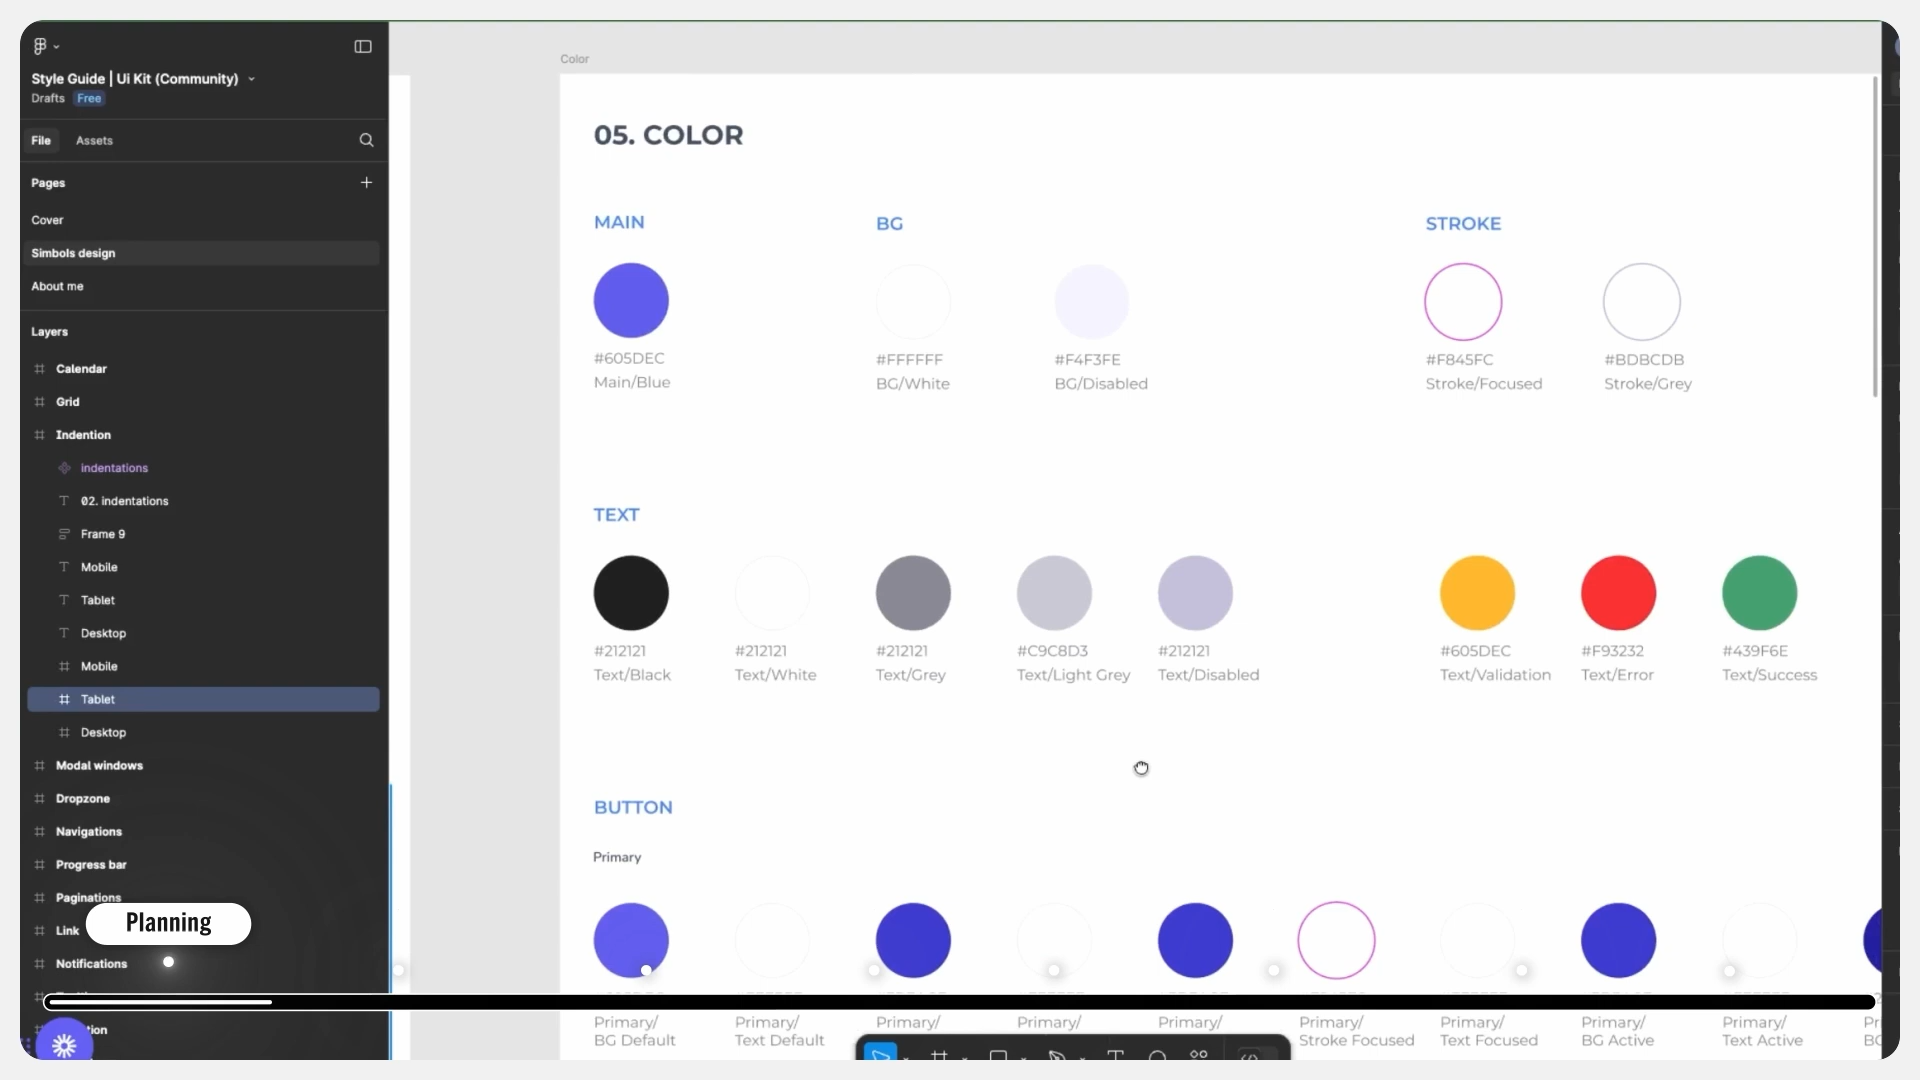 Style Guide | Ui Kit (Community)
Drafts Free
File Assets
Pages
Cover
Simbols design
About me
Layers
Calendar
Grid
Indention
indentations
02. indentations
Frame 9
Mobile
Tablet
Desktop
Mobile
Tablet
Desktop
Modal windows
Dropzone
Navigations
Progress bar
Paginations
Planning
Link
Notifications
Color
05. COLOR
MAIN
#605DEC
Main/Blue
BG
#FFFFFF
BG/White
#F4F3FE
BG/Disabled
STROKE
#F845FC
Stroke/Focused
#BDBCDB
Stroke/Grey
TEXT
#212121
Text/Black
#212121
Text/White
#212121
Text/Grey
#C9C8D3
Text/Light Grey
#212121
Text/Disabled
#605DEC
Text/Validation
#F93232
Text/Error
#439F6E
Text/Success
BUTTON
Primary
Primary/
BG Default
Primary/
Text Default
Primary/
Primary/
Primary/
Primary/
Stroke Focused
Primary/
Text Focused
Primary/
BG Active
Primary/
Text Active